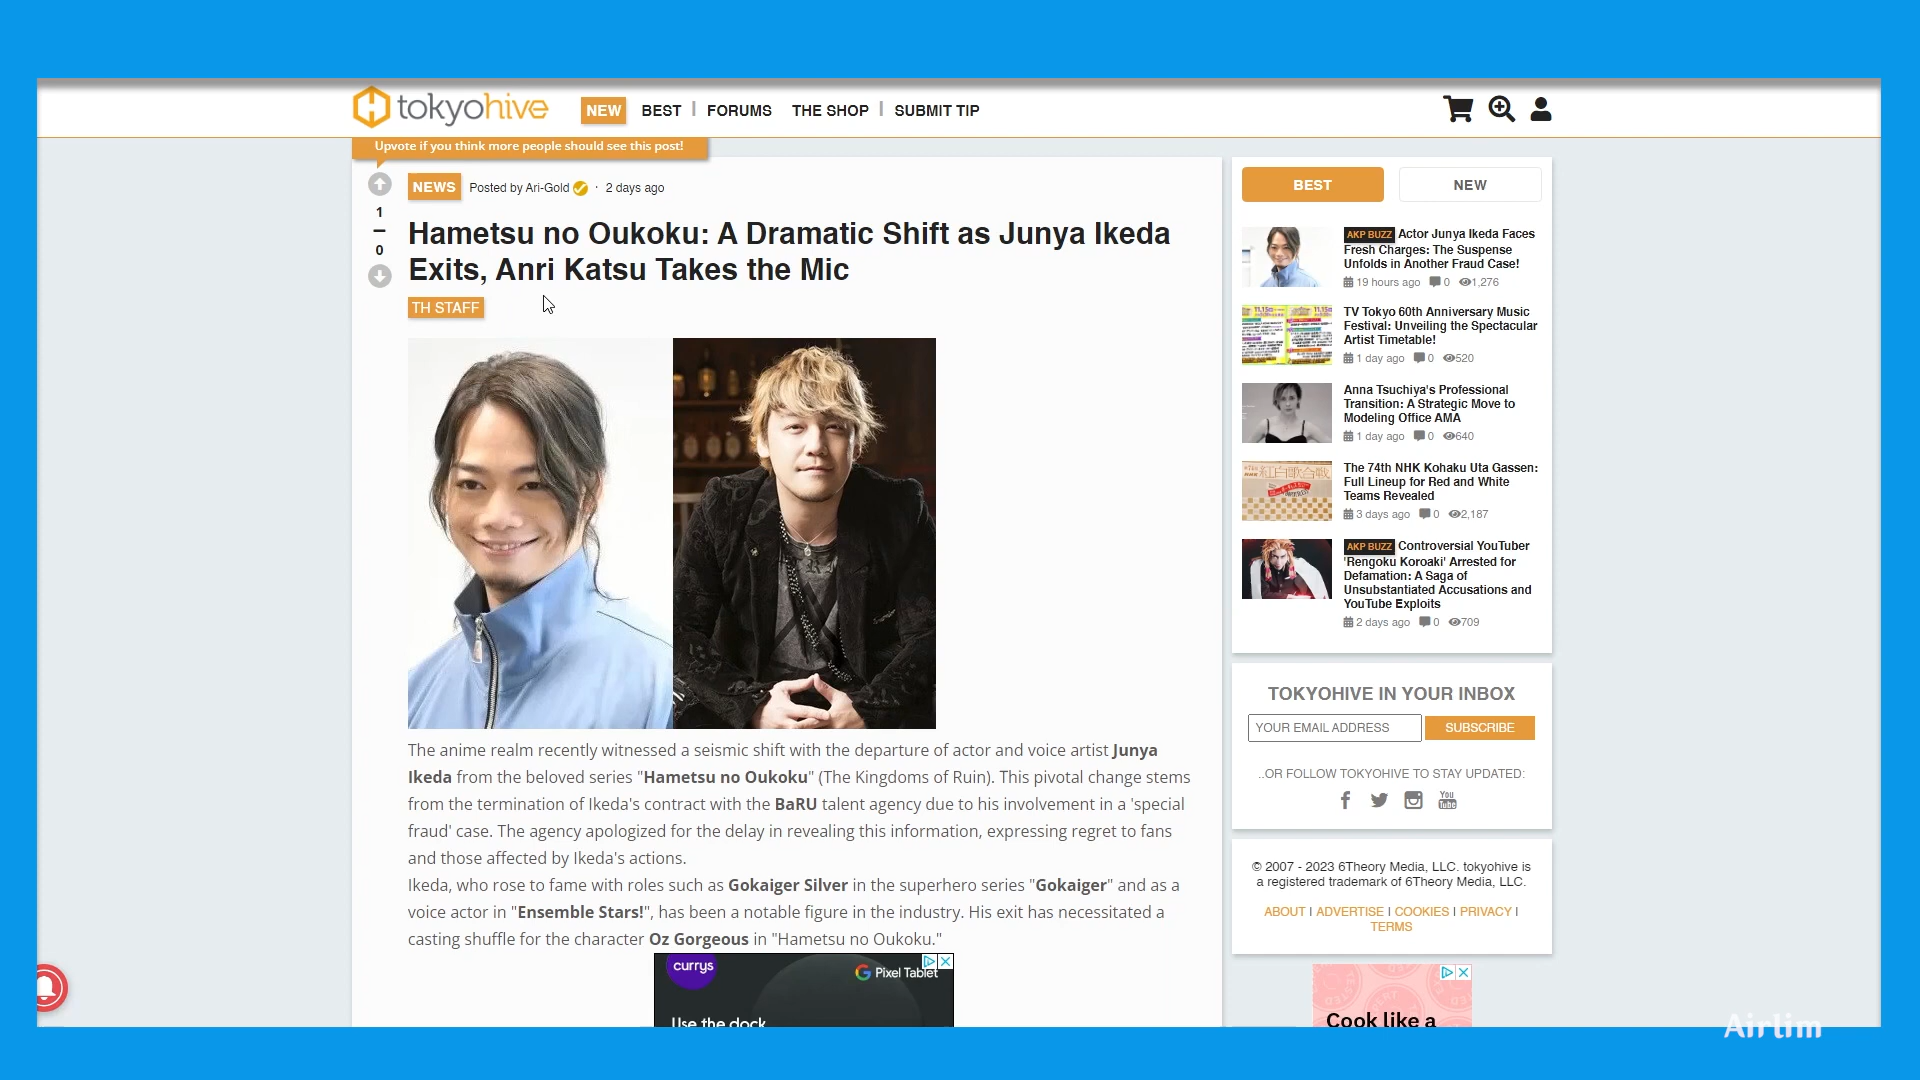 tokyohive
NEW
BEST
FORUMS
THE SHOP
SUBMIT TIP
Upvote if you think more people should see this post!
1
0
NEWS
Posted by Ari-Gold · 2 days ago
Hametsu no Oukoku: A Dramatic Shift as Junya Ikeda
Exits, Anri Katsu Takes the Mic
TH STAFF
The anime realm recently witnessed a seismic shift with the departure of actor and voice artist Junya
Ikeda from the beloved series "Hametsu no Oukoku" (The Kingdoms of Ruin). This pivotal change stems
from the termination of Ikeda's contract with the BaRU talent agency due to his involvement in a 'special
fraud' case. The agency apologized for the delay in revealing this information, expressing regret to fans
and those affected by Ikeda's actions.
Ikeda, who rose to fame with roles such as Gokaiger Silver in the superhero series "Gokaiger" and as a
voice actor in "Ensemble Stars!", has been a notable figure in the industry. His exit has necessitated a
casting shuffle for the character Oz Gorgeous in "Hametsu no Oukoku."
currys
Pixel Tablet
Use the dock
BEST
NEW
AKP BUZZ Actor Junya Ikeda Faces
Fresh Charges: The Suspense
Unfolds in Another Fraud Case!
19 hours ago 0 1,276
TV Tokyo 60th Anniversary Music
Festival: Unveiling the Spectacular
Artist Timetable!
1 day ago 0 520
Anna Tsuchiya's Professional
Transition: A Strategic Move to
Modeling Office AMA
1 day ago 0 640
The 74th NHK Kohaku Uta Gassen:
Full Lineup for Red and White
Teams Revealed
3 days ago 0 2,187
AKP BUZZ Controversial YouTuber
'Rengoku Koroaki' Arrested for
Defamation: A Saga of
Unsubstantiated Accusations and
YouTube Exploits
2 days ago 0 709
TOKYOHIVE IN YOUR INBOX
YOUR EMAIL ADDRESS
SUBSCRIBE
..OR FOLLOW TOKYOHIVE TO STAY UPDATED:
You
Tube
© 2007 - 2023 6Theory Media, LLC. tokyohive is
a registered trademark of 6Theory Media, LLC.
ABOUT | ADVERTISE | COOKIES | PRIVACY |
TERMS
Cook like a
Airlim